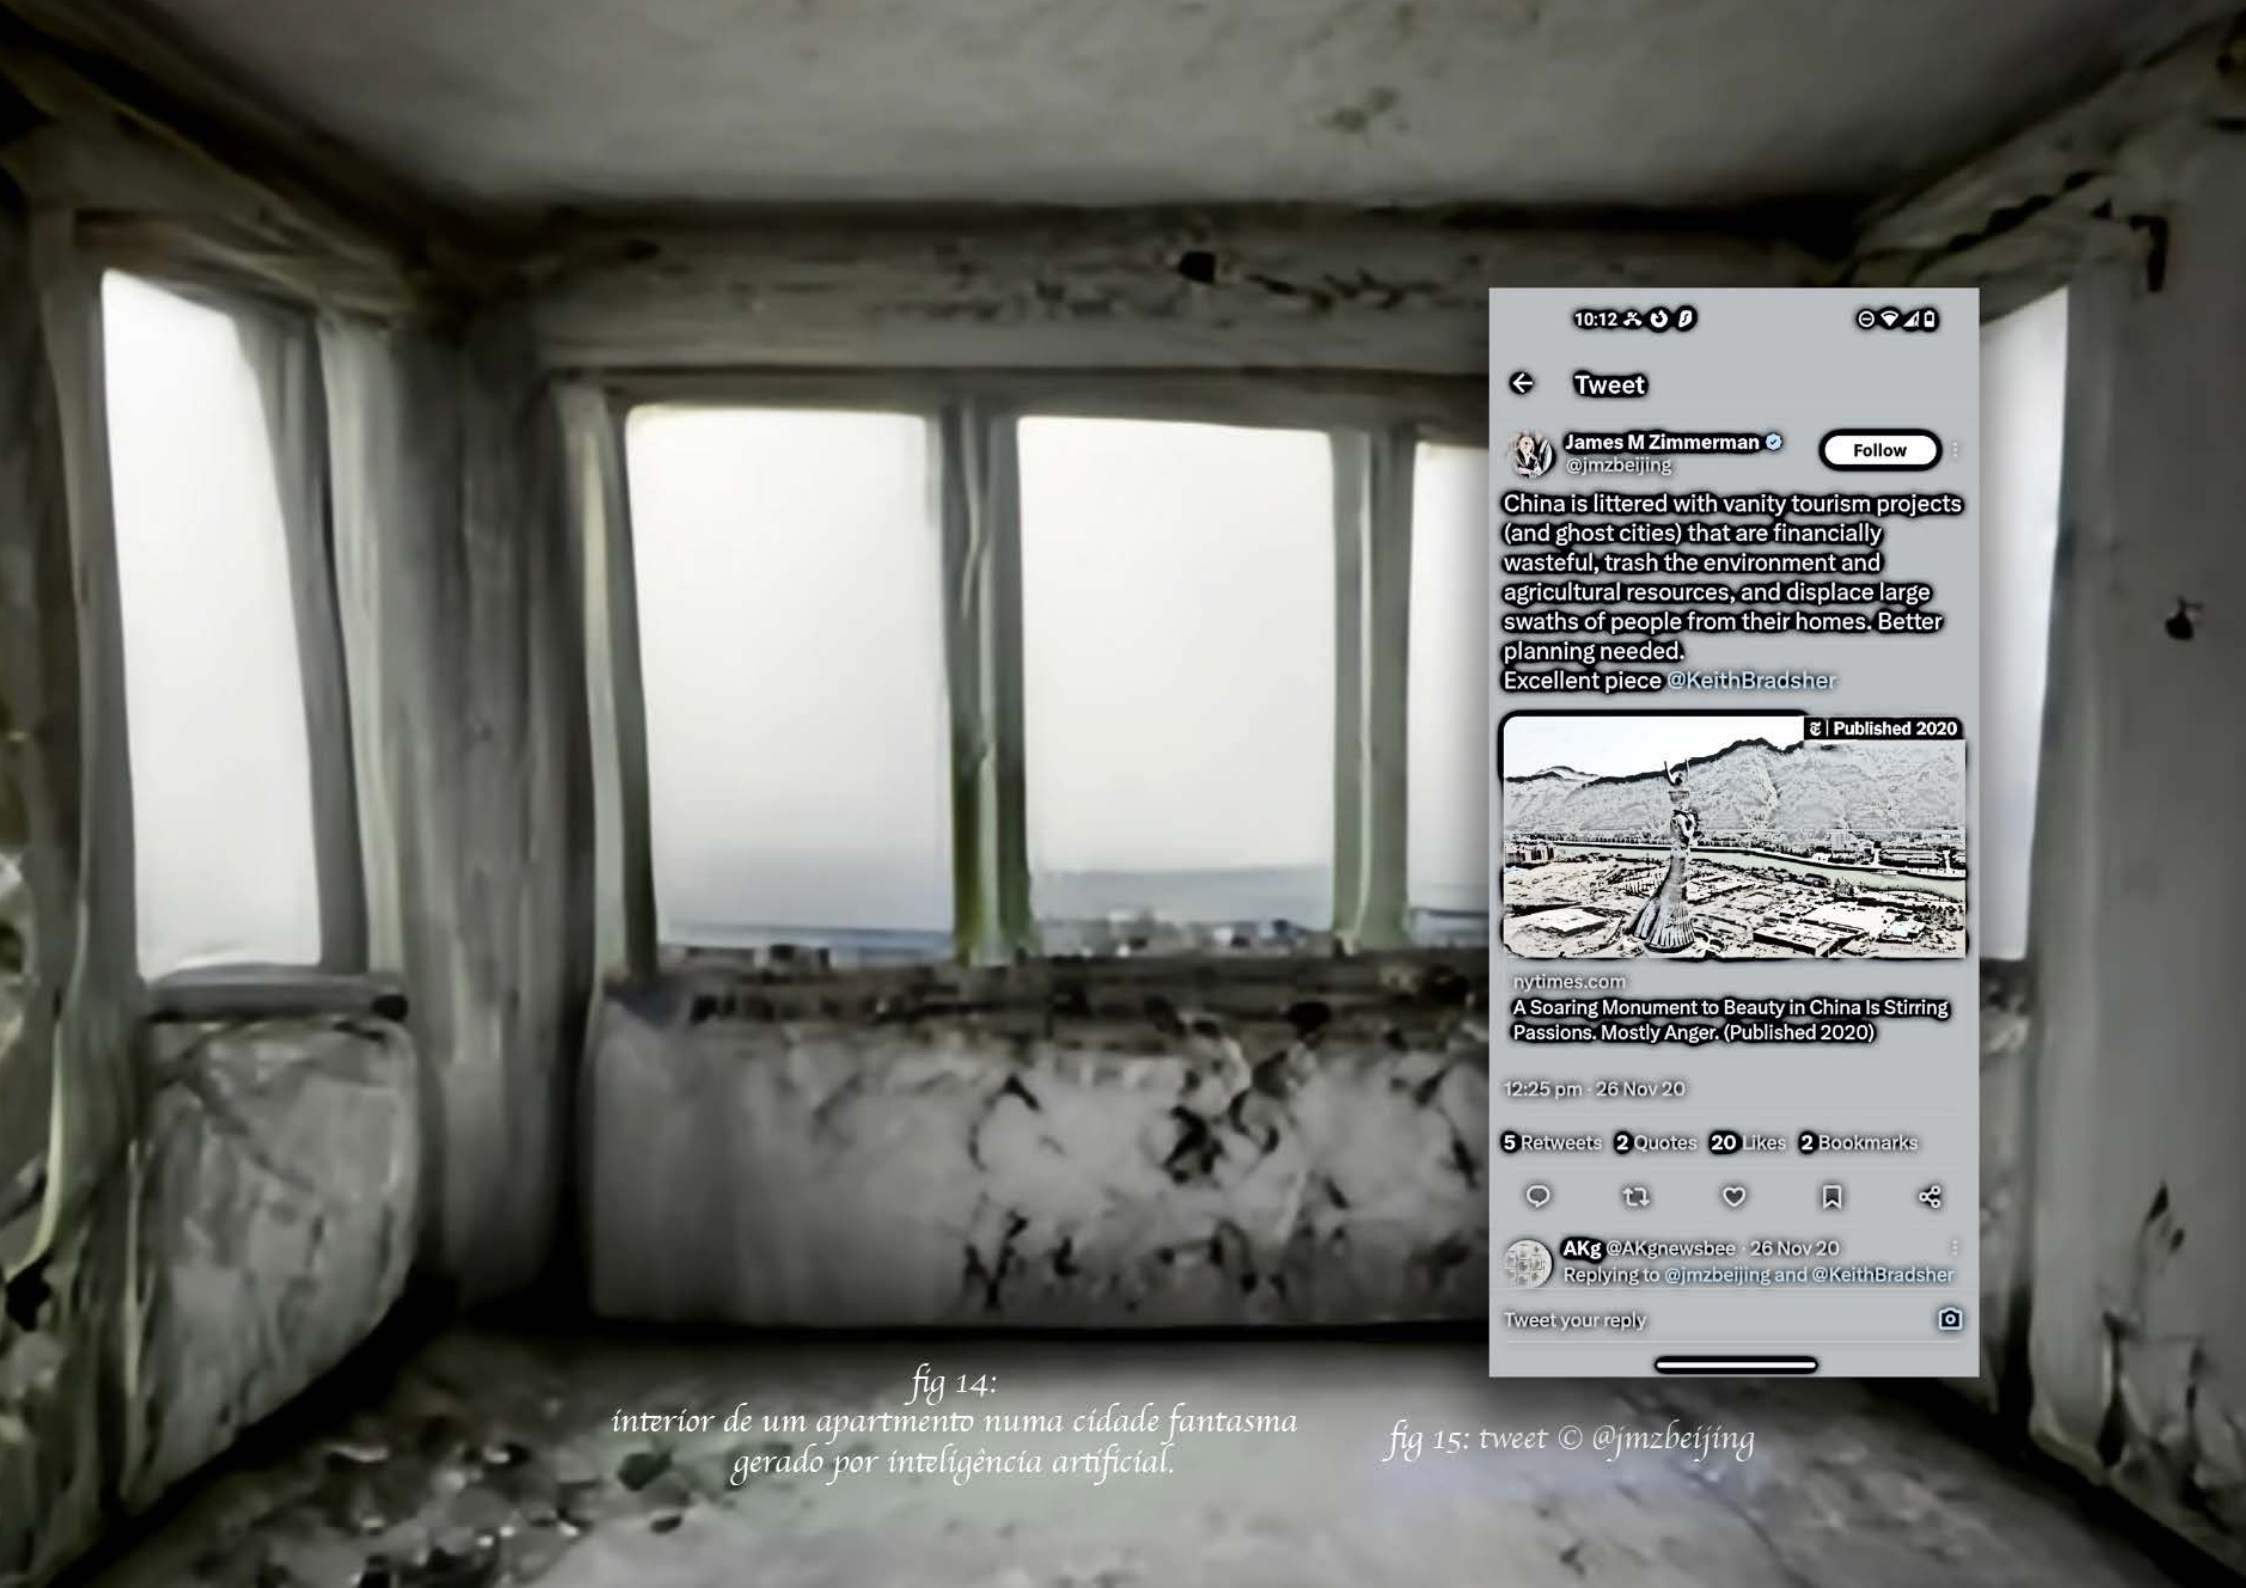 10:12
Tweet
James M Zimmerman
@jmzbeijing
Follow
China is littered with vanity tourism projects
(and ghost cities) that are financially
wasteful, trash the environment and
agricultural resources, and displace large
swaths of people from their homes. Better
planning needed.
Excellent piece @KeithBradsher
Published 2020
nytimes.com
A Soaring Monument to Beauty in China Is Stirring
Passions. Mostly Anger. (Published 2020)
12:25 pm · 26 Nov 20
5 Retweets 2 Quotes 20 Likes 2 Bookmarks
AKg @AKgnewsbee · 26 Nov 20
Replying to @jmzbeijing and @KeithBradsher
Tweet your reply
fig 14:
interior de um apartmento numa cidade fantasma
gerado por inteligência artificial.
fig 15: tweet © @jmzbeijing